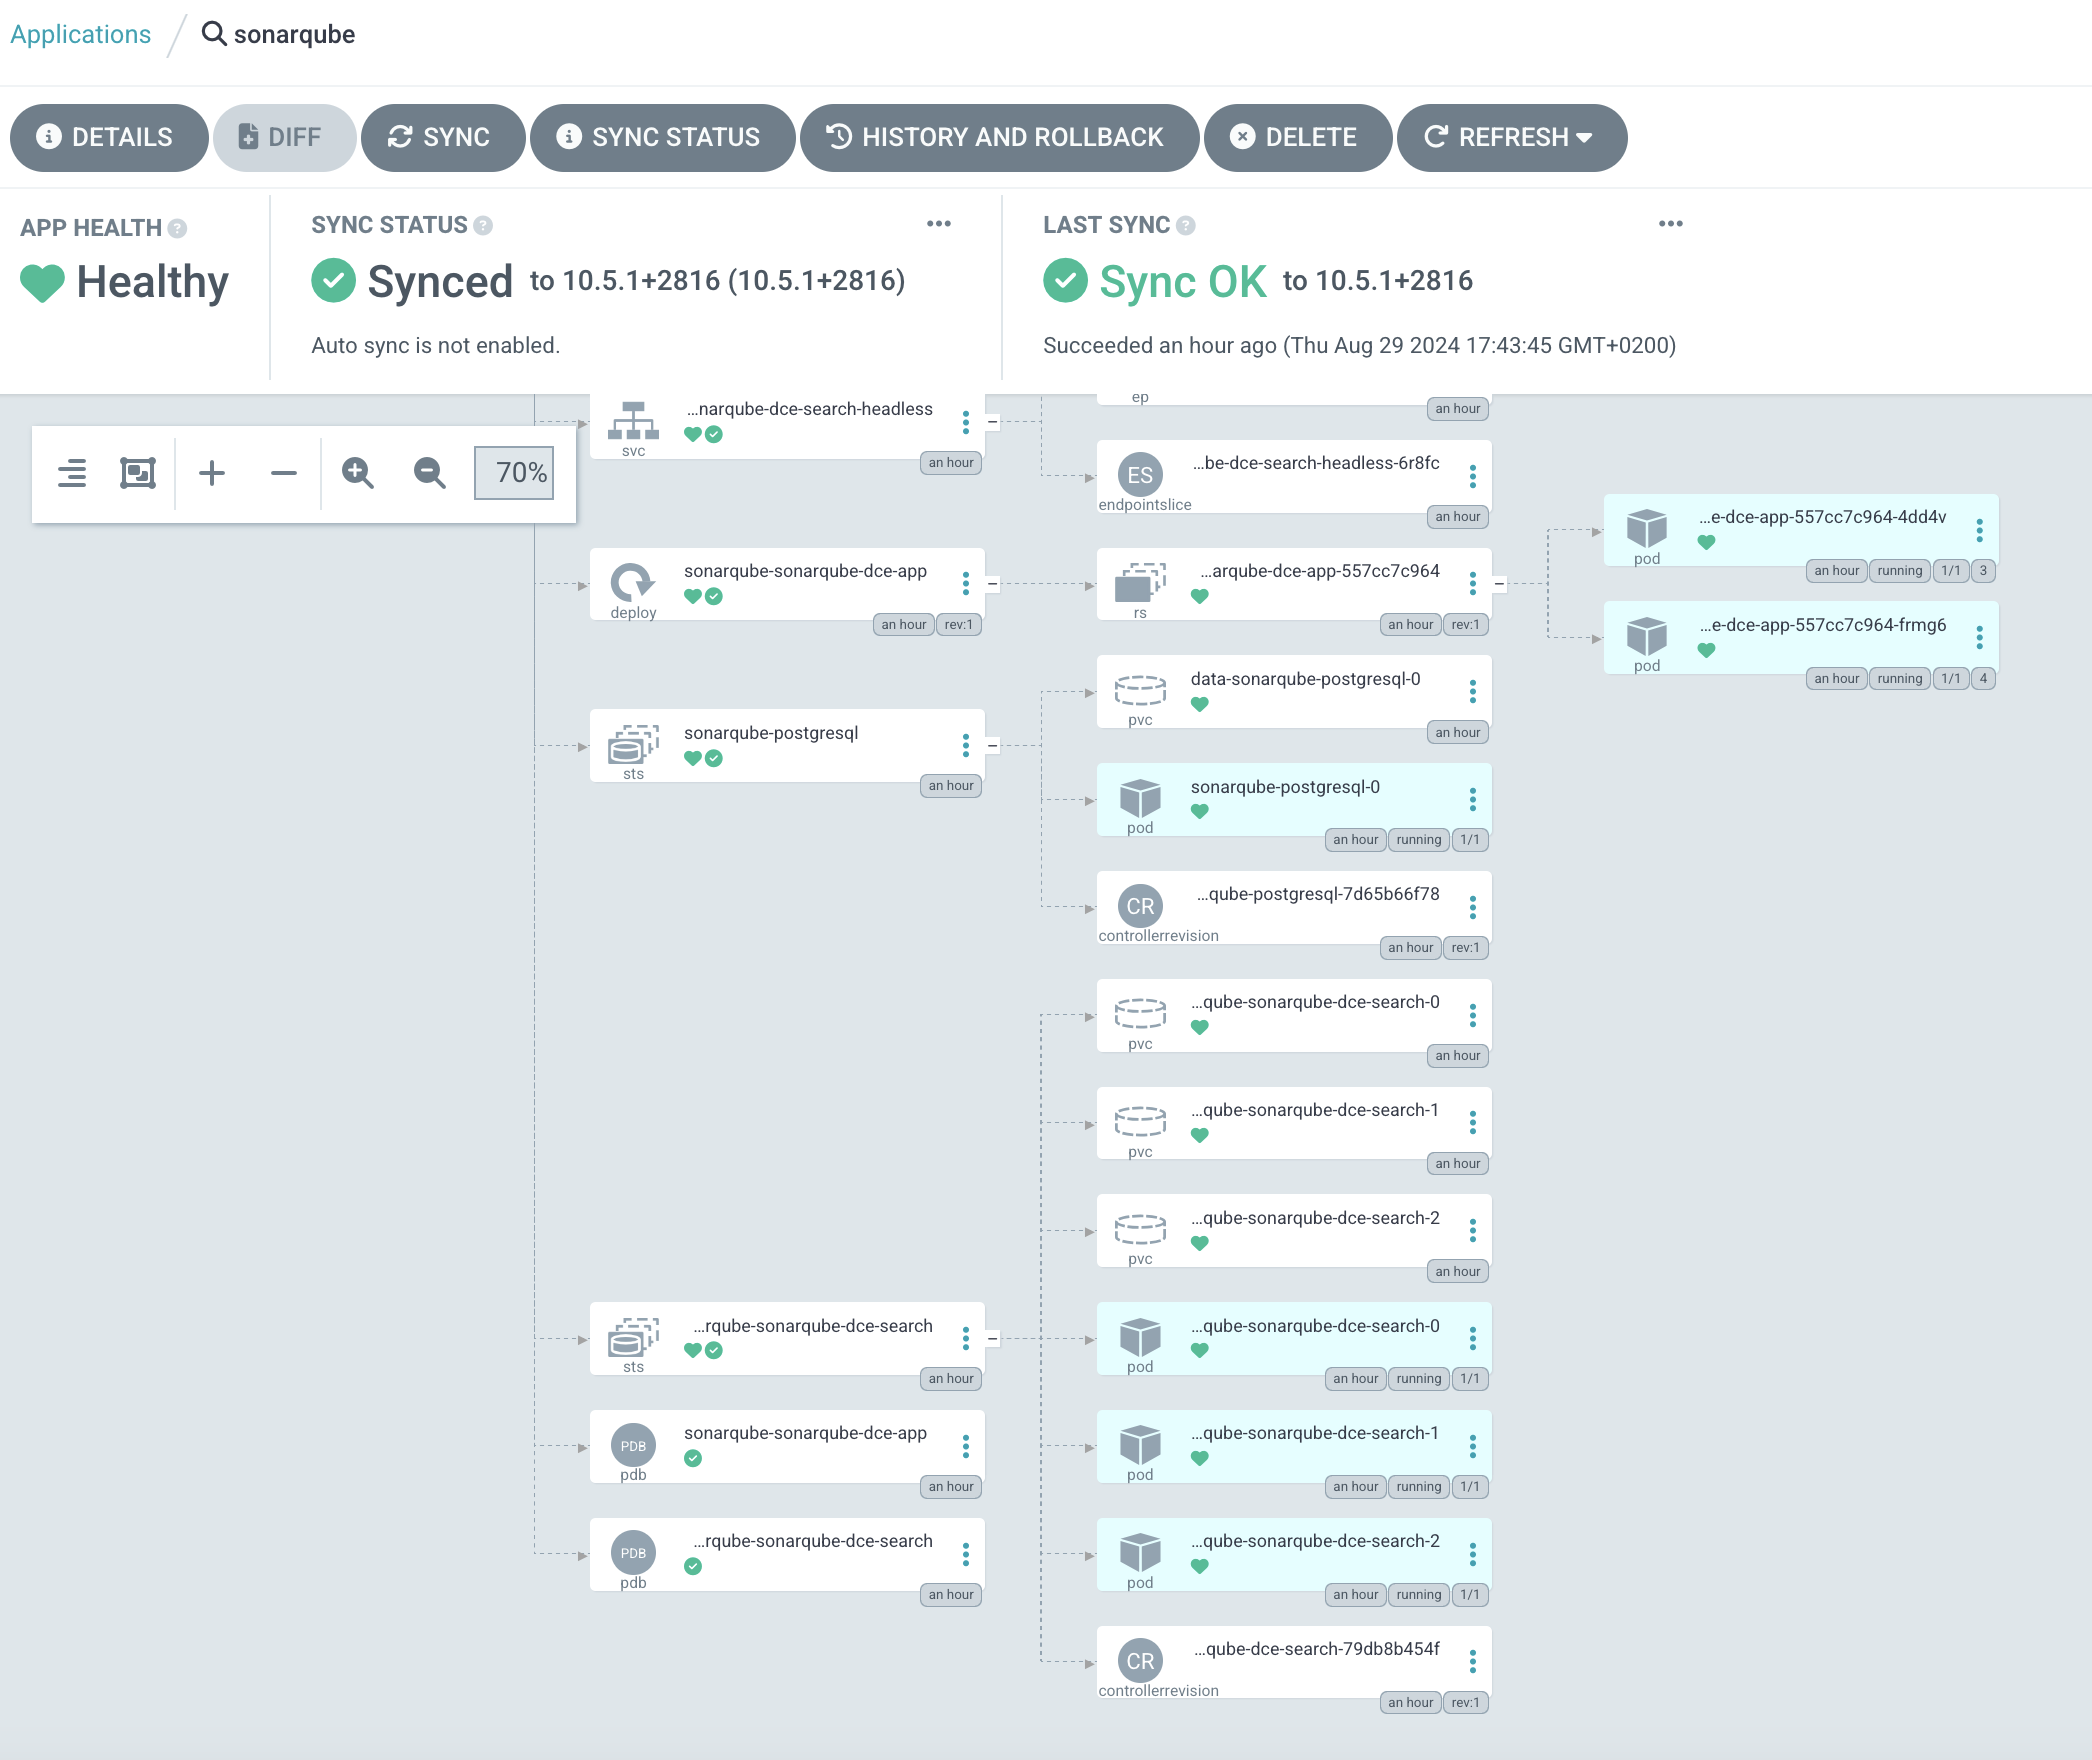 Applications / sonarqube
DETAILS DIFF SYNC SYNC STATUS HISTORY AND ROLLBACK DELETE REFRESH
APP HEALTH
Healthy
SYNC STATUS
Synced to 10.5.1+2816 (10.5.1+2816)
Auto sync is not enabled.
LAST SYNC
Sync OK to 10.5.1+2816
Succeeded an hour ago (Thu Aug 29 2024 17:43:45 GMT+0200)
70%
...narqube-dce-search-headless
svc
an hour
sonarqube-sonarqube-dce-app
deploy
an hour rev:1
sonarqube-postgresql
sts
an hour
...rqube-sonarqube-dce-search
sts
an hour
PDB
sonarqube-sonarqube-dce-app
pdb
an hour
PDB
...rqube-sonarqube-dce-search
pdb
an hour
ep
an hour
ES
...be-dce-search-headless-6r8fc
endpointslice
an hour
...arqube-dce-app-557cc7c964
rs
an hour rev:1
data-sonarqube-postgresql-0
pvc
an hour
sonarqube-postgresql-0
pod
an hour running 1/1
CR
...qube-postgresql-7d65b66f78
controllerrevision
an hour rev:1
...qube-sonarqube-dce-search-0
pvc
an hour
...qube-sonarqube-dce-search-1
pvc
an hour
...qube-sonarqube-dce-search-2
pvc
an hour
...qube-sonarqube-dce-search-0
pod
an hour running 1/1
...qube-sonarqube-dce-search-1
pod
an hour running 1/1
...qube-sonarqube-dce-search-2
pod
an hour running 1/1
CR
...qube-dce-search-79db8b454f
controllerrevision
an hour rev:1
...e-dce-app-557cc7c964-4dd4v
pod
an hour running 1/1 3
...e-dce-app-557cc7c964-frmg6
pod
an hour running 1/1 4